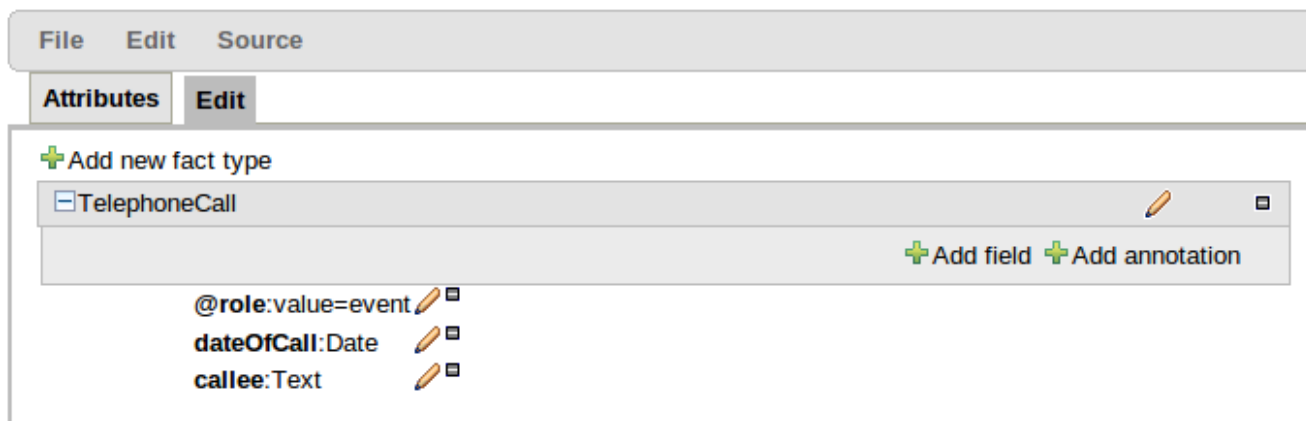 File Edit Source
Attributes Edit
Add new fact type
TelephoneCall
Add field Add annotation
@role:value=event
dateOfCall:Date
callee:Text